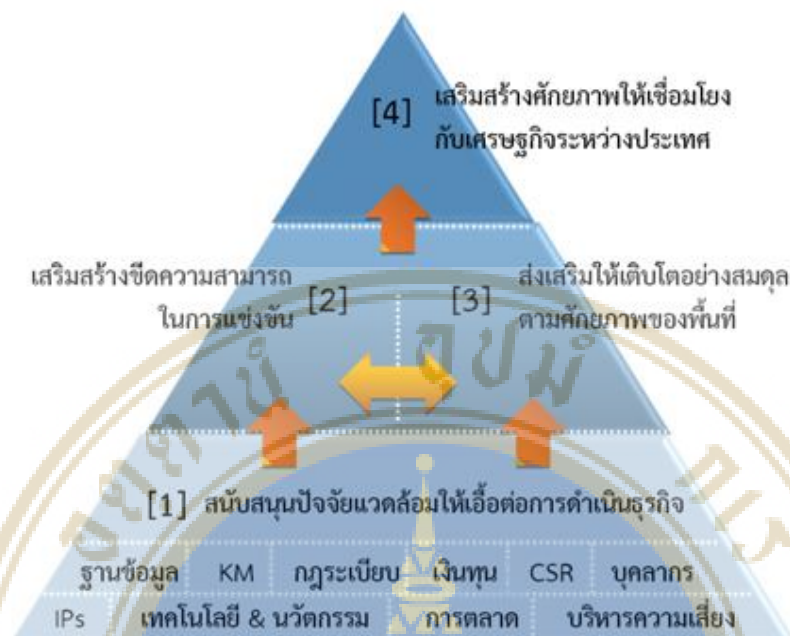 [4] เสริมสร้างศักยภาพให้เชื่อมโยง
กับเศรษฐกิจระหว่างประเทศ
เสริมสร้างขีดความสามารถ
ในการแข่งขัน [2]
[3] ส่งเสริมให้เติบโตอย่างสมดุล
ตามศักยภาพของพื้นที่
[1] สนับสนุนปัจจัยแวดล้อมให้เอื้อต่อการดำเนินธุรกิจ
ฐานข้อมูล KM กฎระเบียบ เงินทุน CSR บุคลากร
IPs เทคโนโลยี & นวัตกรรม การตลาด บริหารความเสี่ยง